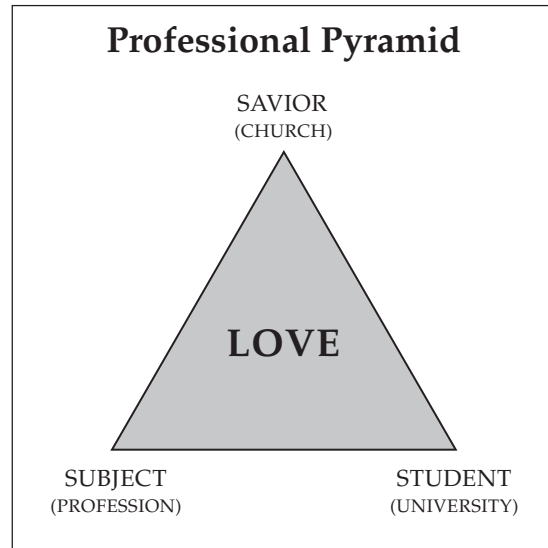 Professional Pyramid
SAVIOR
(CHURCH)
LOVE
SUBJECT
(PROFESSION)
STUDENT
(UNIVERSITY)